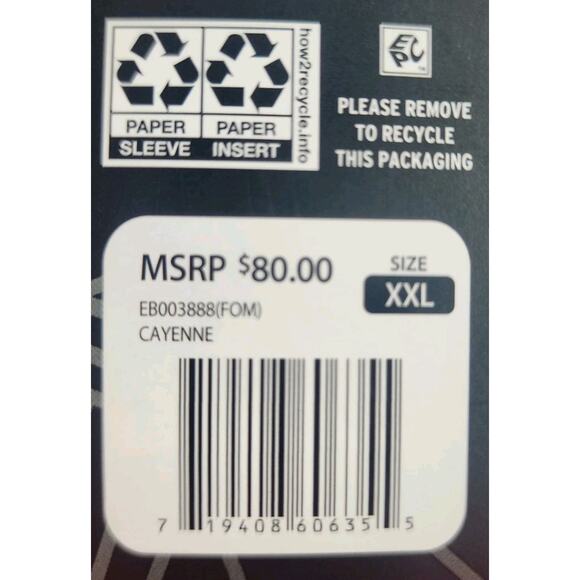 PAPER
SLEEVE
PAPER
INSERT
how2recycle.info
EPC
PLEASE REMOVE
TO RECYCLE
THIS PACKAGING
MSRP $80.00
SIZE
XXL
EB003888(FOM)
CAYENNE
7 19408 60635 5